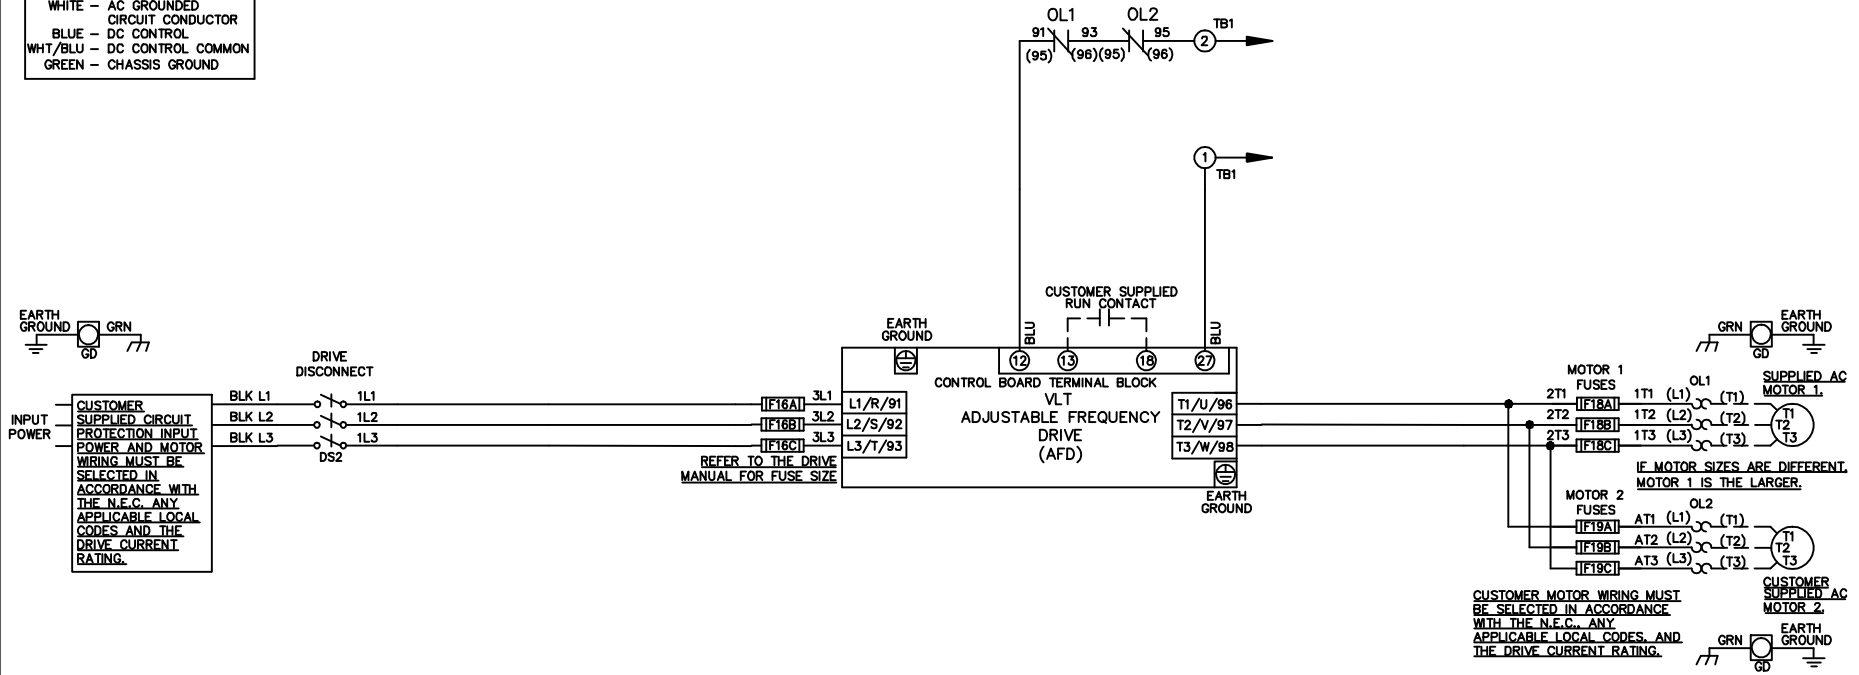 WHITE – AC GROUNDED
CIRCUIT CONDUCTOR
BLUE – DC CONTROL
WHT/BLU – DC CONTROL COMMON
GREEN – CHASSIS GROUND
OL1
OL2
TB1
91
93
95
2
(95)
(96)
(95)
(96)
1
TB1
CUSTOMER SUPPLIED
RUN CONTACT
BLU
BLU
EARTH
GROUND
12
13
18
27
CONTROL BOARD TERMINAL BLOCK
VLT
ADJUSTABLE FREQUENCY
DRIVE
(AFD)
L1/R/91
L2/S/92
L3/T/93
T1/U/96
T2/V/97
T3/W/98
EARTH
GROUND
EARTH
GROUND
GRN
GD
DRIVE
DISCONNECT
INPUT
POWER
CUSTOMER
SUPPLIED CIRCUIT
PROTECTION INPUT
POWER AND MOTOR
WIRING MUST BE
SELECTED IN
ACCORDANCE WITH
THE N.E.C. ANY
APPLICABLE LOCAL
CODES AND THE
DRIVE CURRENT
RATING.
BLK L1
BLK L2
BLK L3
1L1
1L2
1L3
DS2
F16A
F16B
F16C
3L1
3L2
3L3
REFER TO THE DRIVE
MANUAL FOR FUSE SIZE
GRN
EARTH
GROUND
GD
MOTOR 1
FUSES
2T1
F18A
1T1
(L1)
OL1
(T1)
2T2
F18B
1T2
(L2)
(T2)
2T3
F18C
1T3
(L3)
(T3)
SUPPLIED AC
MOTOR 1.
T1
T2
T3
IF MOTOR SIZES ARE DIFFERENT,
MOTOR 1 IS THE LARGER.
MOTOR 2
FUSES
OL2
F19A
AT1
(L1)
(T1)
F19B
AT2
(L2)
(T2)
F19C
AT3
(L3)
(T3)
T1
T2
T3
CUSTOMER
SUPPLIED AC
MOTOR 2.
CUSTOMER MOTOR WIRING MUST
BE SELECTED IN ACCORDANCE
WITH THE N.E.C., ANY
APPLICABLE LOCAL CODES, AND
THE DRIVE CURRENT RATING.
GRN
EARTH
GROUND
GD